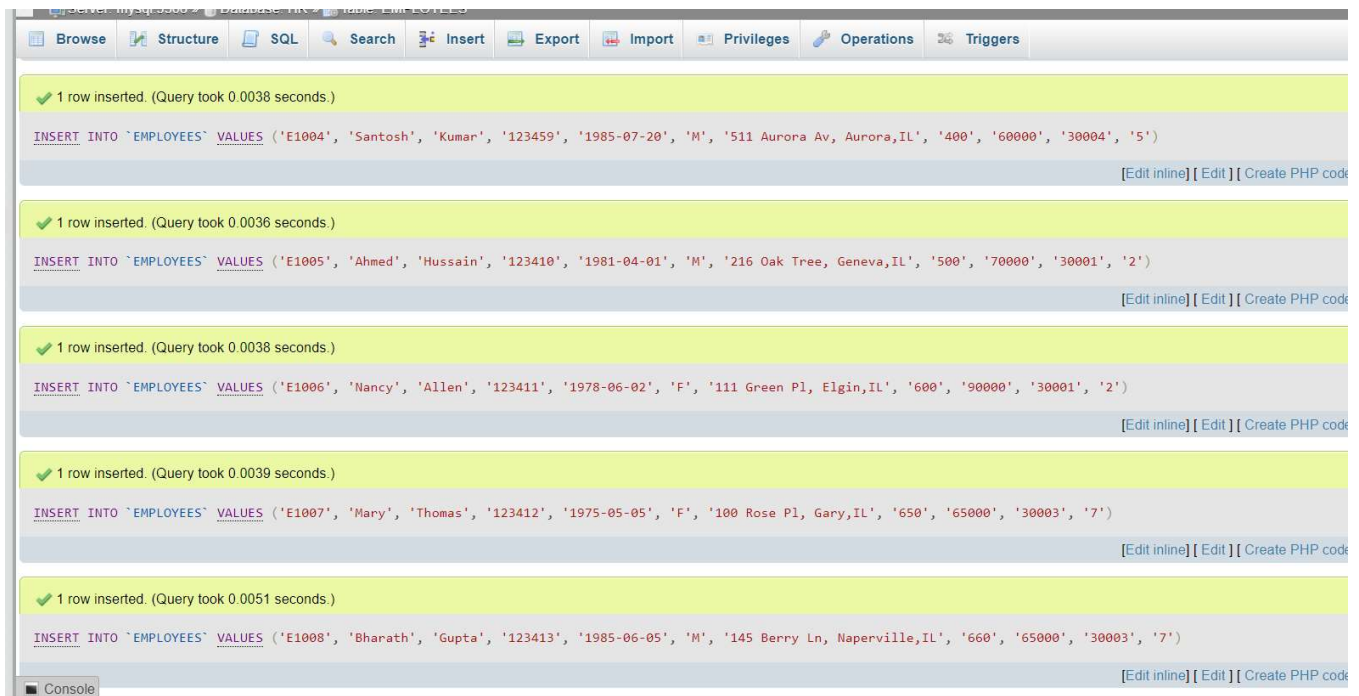 Browse Structure SQL Search Insert Export Import Privileges Operations Triggers
1 row inserted. (Query took 0.0038 seconds.)
INSERT INTO `EMPLOYEES` VALUES ('E1004', 'Santosh', 'Kumar', '123459', '1985-07-20', 'M', '511 Aurora Av, Aurora,IL', '400', '60000', '30004', '5')
[Edit inline] [ Edit ] [ Create PHP code
1 row inserted. (Query took 0.0036 seconds.)
INSERT INTO `EMPLOYEES` VALUES ('E1005', 'Ahmed', 'Hussain', '123410', '1981-04-01', 'M', '216 Oak Tree, Geneva,IL', '500', '70000', '30001', '2')
[Edit inline] [ Edit ] [ Create PHP code
1 row inserted. (Query took 0.0038 seconds.)
INSERT INTO `EMPLOYEES` VALUES ('E1006', 'Nancy', 'Allen', '123411', '1978-06-02', 'F', '111 Green Pl, Elgin,IL', '600', '90000', '30001', '2')
[Edit inline] [ Edit ] [ Create PHP code
1 row inserted. (Query took 0.0039 seconds.)
INSERT INTO `EMPLOYEES` VALUES ('E1007', 'Mary', 'Thomas', '123412', '1975-05-05', 'F', '100 Rose Pl, Gary,IL', '650', '65000', '30003', '7')
[Edit inline] [ Edit ] [ Create PHP code
1 row inserted. (Query took 0.0051 seconds.)
INSERT INTO `EMPLOYEES` VALUES ('E1008', 'Bharath', 'Gupta', '123413', '1985-06-05', 'M', '145 Berry Ln, Naperville,IL', '660', '65000', '30003', '7')
[Edit inline] [ Edit ] [ Create PHP code
Console